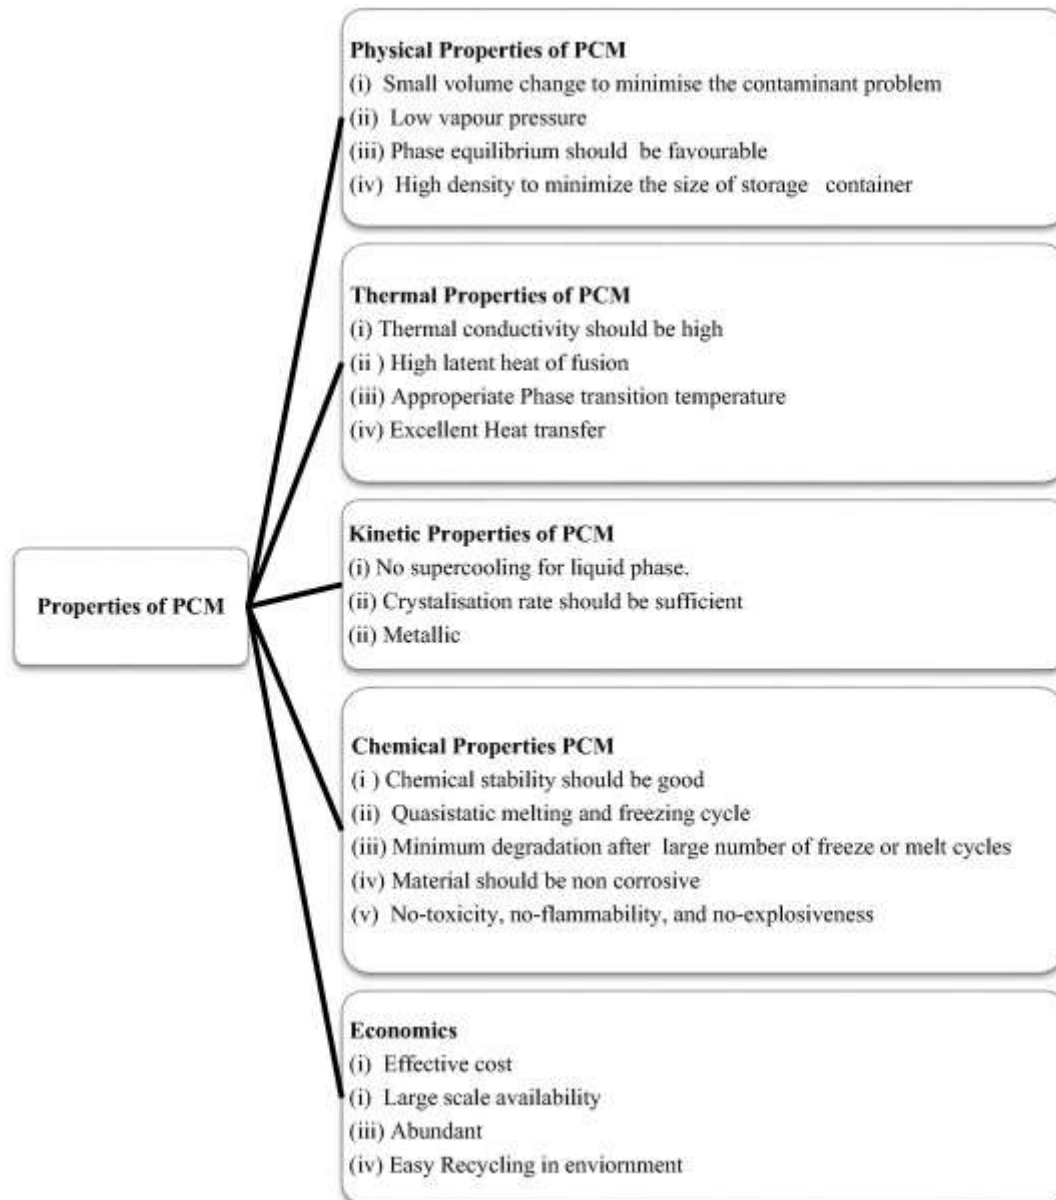 Physical Properties of PCM
(i) Small volume change to minimise the contaminant problem
(ii) Low vapour pressure
(iii) Phase equilibrium should be favourable
(iv) High density to minimize the size of storage container
Thermal Properties of PCM
(i) Thermal conductivity should be high
(ii ) High latent heat of fusion
(iii) Approperiate Phase transition temperature
(iv) Excellent Heat transfer
Kinetic Properties of PCM
(i) No supercooling for liquid phase.
(ii) Crystalisation rate should be sufficient
(ii) Metallic
Properties of PCM
Chemical Properties PCM
(i ) Chemical stability should be good
(ii) Quasistatic melting and freezing cycle
(iii) Minimum degradation after large number of freeze or melt cycles
(iv) Material should be non corrosive
(v) No-toxicity, no-flammability, and no-explosiveness
Economics
(i) Effective cost
(i) Large scale availability
(iii) Abundant
(iv) Easy Recycling in enviornment